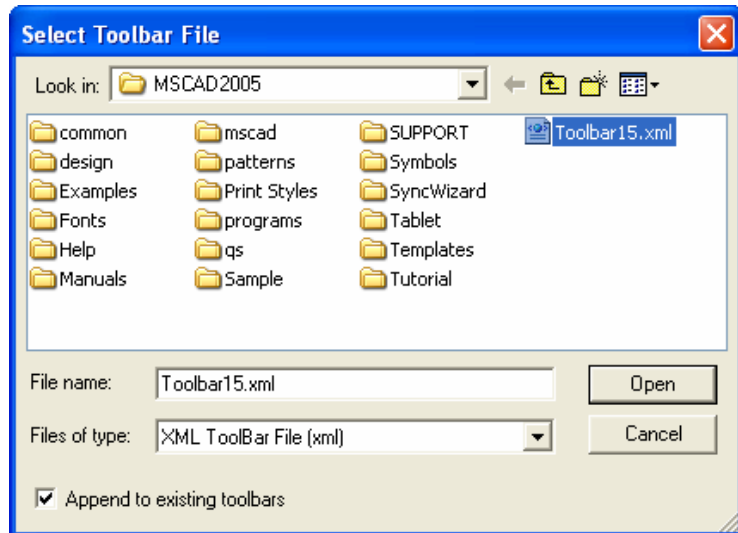 Select Toolbar File
Look in: MSCAD2005
common mscad SUPPORT Toolbar15.xml
design patterns Symbols
Examples Print Styles SyncWizard
Fonts programs Tablet
Help qs Templates
Manuals Sample Tutorial
File name: Toolbar15.xml Open
Files of type: XML ToolBar File (xml) Cancel
Append to existing toolbars